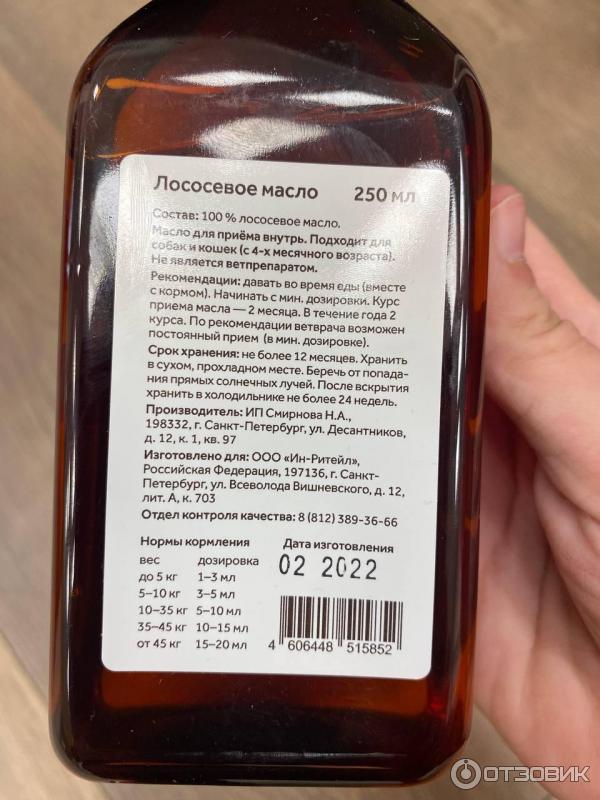 Лососевое масло 250 мл
Состав: 100 % лососевое масло.
Масло для приёма внутрь. Подходит для
собак и кошек (с 4-х месячного возраста).
Не является ветпрепаратом.
Рекомендации: давать во время еды (вместе
с кормом). Начинать с мин. дозировки. Курс
приема масла — 2 месяца. В течение года 2
курса. По рекомендации ветврача возможен
постоянный прием (в мин. дозировке).
Срок хранения: не более 12 месяцев. Хранить
в сухом, прохладном месте. Беречь от попада-
ния прямых солнечных лучей. После вскрытия
хранить в холодильнике не более 24 недель.
Производитель: ИП Смирнова Н.А.,
198332, г. Санкт-Петербург, ул. Десантников,
д. 12, к. 1, кв. 97
Изготовлено для: ООО «Ин-Ритейл»,
Российская Федерация, 197136, г. Санкт-
Петербург, ул. Всеволода Вишневского, д. 12,
лит. А, к. 703
Отдел контроля качества: 8 (812) 389-36-66
Нормы кормления
вес дозировка
до 5 кг 1–3 мл
5–10 кг 3–5 мл
10–35 кг 5–10 мл
35–45 кг 10–15 мл
от 45 кг 15–20 мл
Дата изготовления
02 2022
4 606448 515852
ОТЗОВИК